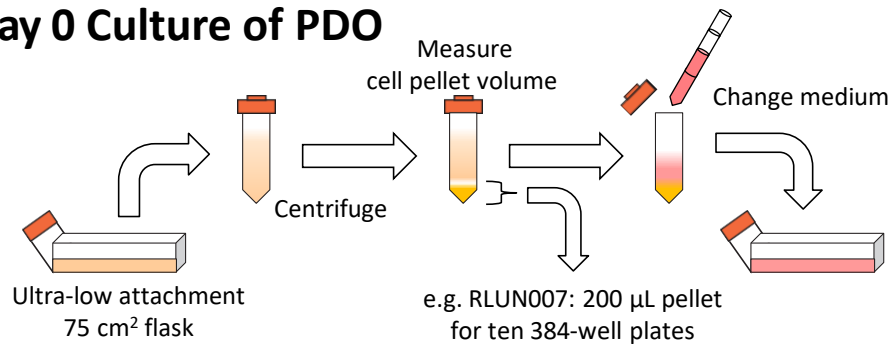 ay 0 Culture of PDO
Measure
cell pellet volume
Change medium
Centrifuge
Ultra-low attachment
75 cm² flask
e.g. RLUN007: 200 µL pellet
for ten 384-well plates